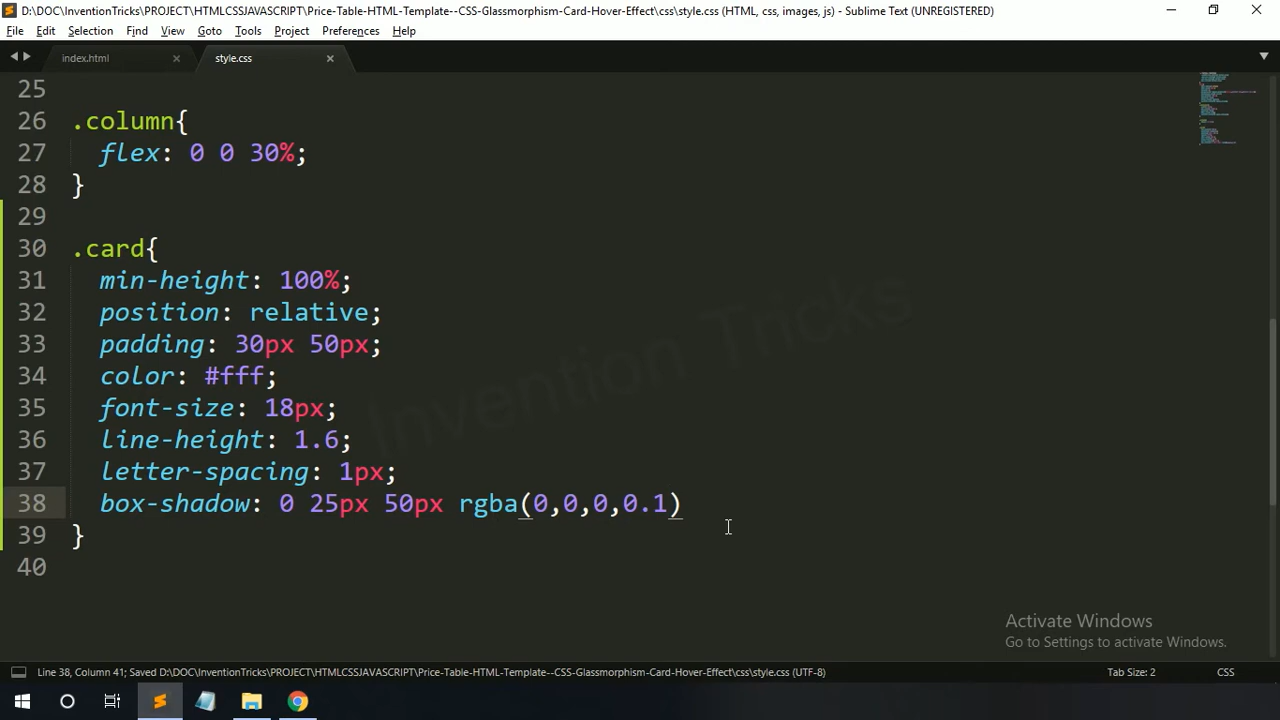 D:\DOC\InventionTricks\PROJECT\HTMLCSSJAVASCRIPT\Price-Table-HTML-Template--CSS-Glassmorphism-Card-Hover-Effect\css\style.css (HTML, css, images, js) - Sublime Text (UNREGISTERED)
File Edit Selection Find View Goto Tools Project Preferences Help
index.html style.css
25
26 .column{
27 flex: 0 0 30%;
28 }
29
30 .card{
31 min-height: 100%;
32 position: relative;
33 padding: 30px 50px;
34 color: #fff;
35 font-size: 18px;
36 line-height: 1.6;
37 letter-spacing: 1px;
38 box-shadow: 0 25px 50px rgba(0,0,0,0.1)
39 }
40
Invention Tricks
Activate Windows
Go to Settings to activate Windows.
Line 38, Column 41; Saved D:\DOC\InventionTricks\PROJECT\HTMLCSSJAVASCRIPT\Price-Table-HTML-Template--CSS-Glassmorphism-Card-Hover-Effect\css\style.css (UTF-8) Tab Size: 2 CSS